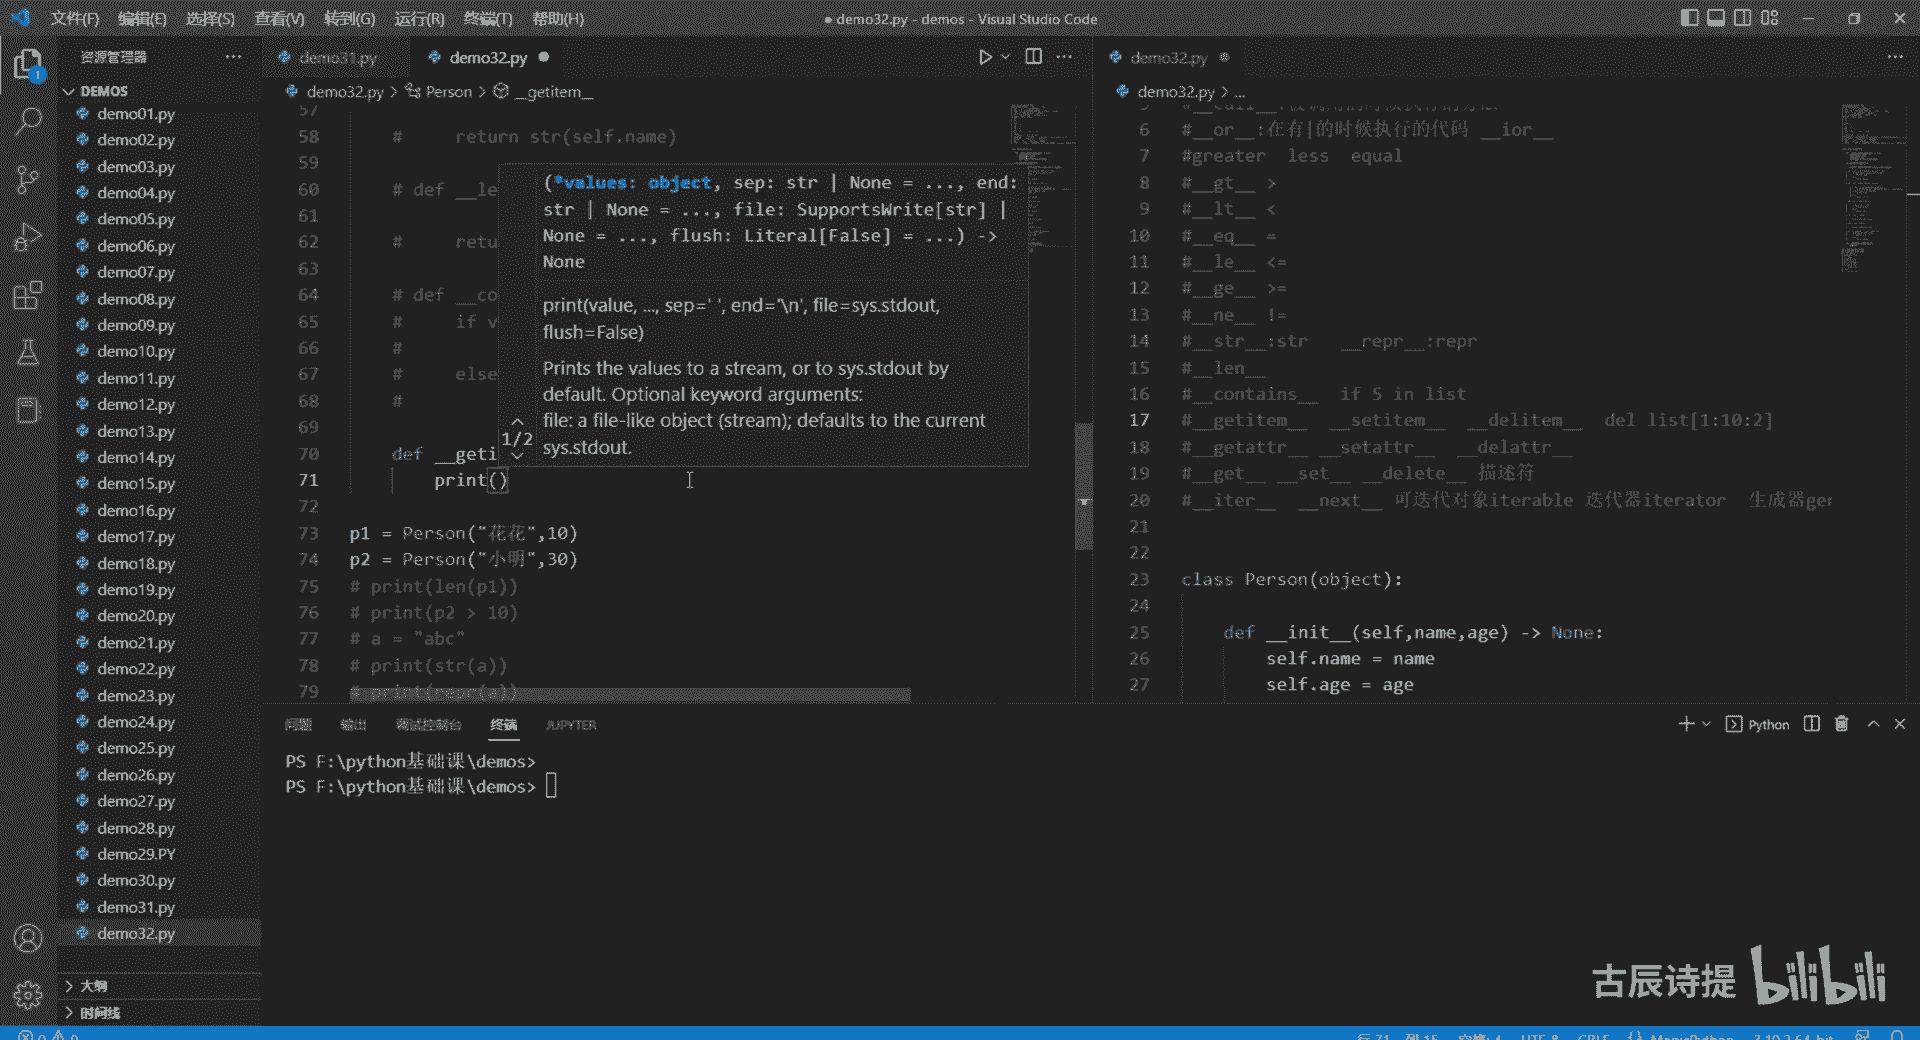 文件(F) 编辑(E) 选择(S) 查看(V) 转到(G) 运行(R) 终端(T) 帮助(H)
● demo32.py - demos - Visual Studio Code
资源管理器
1
DEMOS
demo01.py
demo02.py
demo03.py
demo04.py
demo05.py
demo06.py
demo07.py
demo08.py
demo09.py
demo10.py
demo11.py
demo12.py
demo13.py
demo14.py
demo15.py
demo16.py
demo17.py
demo18.py
demo19.py
demo20.py
demo21.py
demo22.py
demo23.py
demo24.py
demo25.py
demo26.py
demo27.py
demo28.py
demo29.PY
demo30.py
demo31.py
demo32.py
大纲
时间线
demo31.py demo32.py
demo32.py > Person > __getitem__
57
58 # return str(self.name)
59
60 # def __le
61
62 # retu
63
64 # def __co
65 # if v
66 #
67 # else
68 #
69
70 def __geti
71 print()
72
73 p1 = Person("花花",10)
74 p2 = Person("小明",30)
75 # print(len(p1))
76 # print(p2 > 10)
77 # a = "abc"
78 # print(str(a))
79 # print(repr(a))
(*values: object, sep: str | None = ..., end:
str | None = ..., file: SupportsWrite[str] |
None = ..., flush: Literal[False] = ...) ->
None
print(value, ..., sep=' ', end='\n', file=sys.stdout,
flush=False)
Prints the values to a stream, or to sys.stdout by
default. Optional keyword arguments:
file: a file-like object (stream); defaults to the current
sys.stdout.
1/2
demo32.py
demo32.py > ...
6 #__or__:在有|的时候执行的代码 __ior__
7 #greater less equal
8 #__gt__ >
9 #__lt__ <
10 #__eq__ =
11 #__le__ <=
12 #__ge__ >=
13 #__ne__ !=
14 #__str__:str __repr__:repr
15 #__len__
16 #__contains__ if 5 in list
17 #__getitem__ __setitem__ __delitem__ del list[1:10:2]
18 #__getattr__ __setattr__ __delattr__
19 #__get__ __set__ __delete__ 描述符
20 #__iter__ __next__ 可迭代对象iterable 迭代器iterator 生成器ger
21
22
23 class Person(object):
24
25 def __init__(self,name,age) -> None:
26 self.name = name
27 self.age = age
问题 输出 调试控制台 终端 JUPYTER
Python
PS F:\python基础课\demos>
PS F:\python基础课\demos>
古辰诗提 bilibili